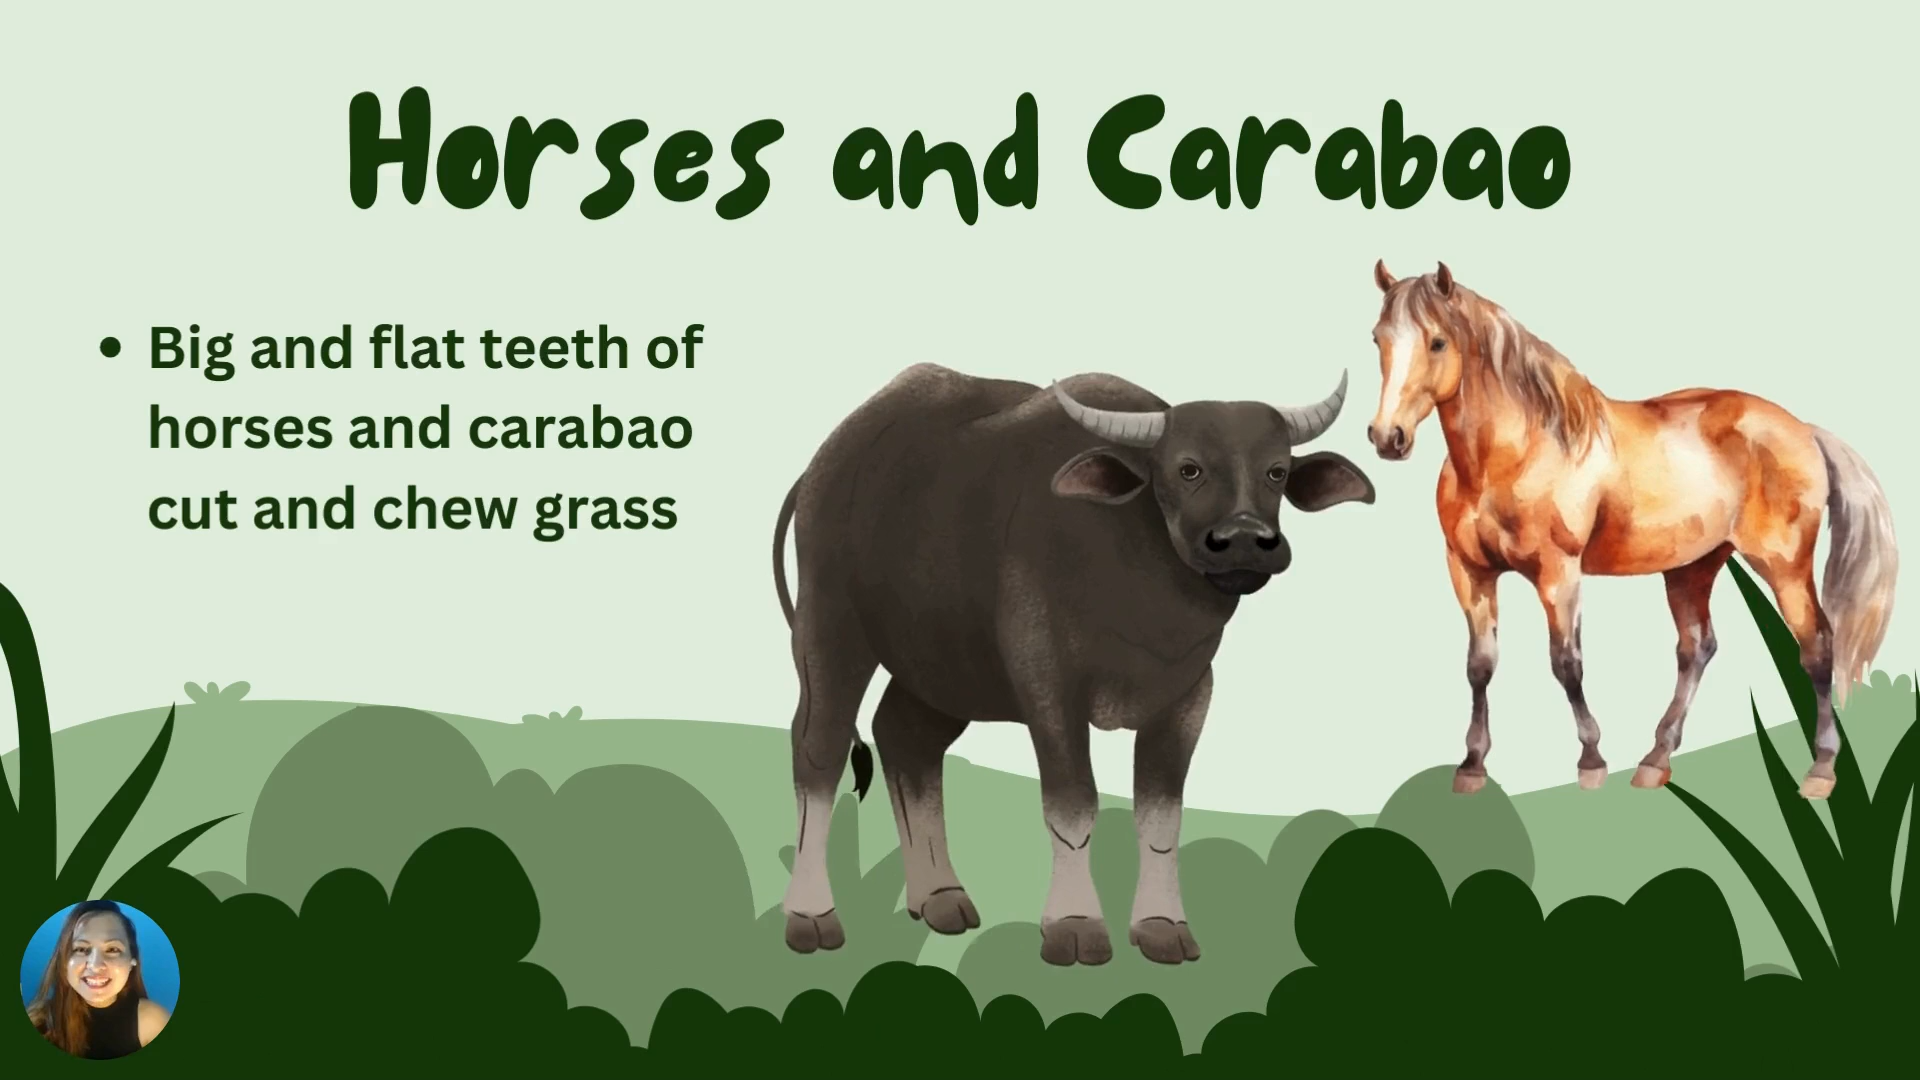 Horses and Carabao
• Big and flat teeth of
horses and carabao
cut and chew grass